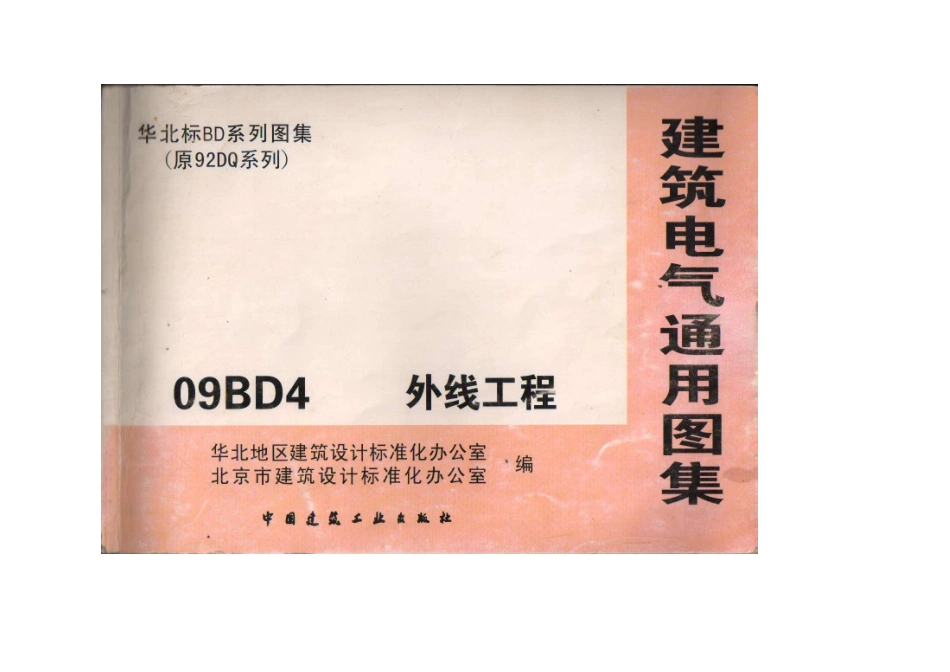 华北标BD系列图集
(原92DQ系列)
建筑电气通用图集
09BD4 外线工程
华北地区建筑设计标准化办公室
北京市建筑设计标准化办公室
编
中国建筑工业出版社